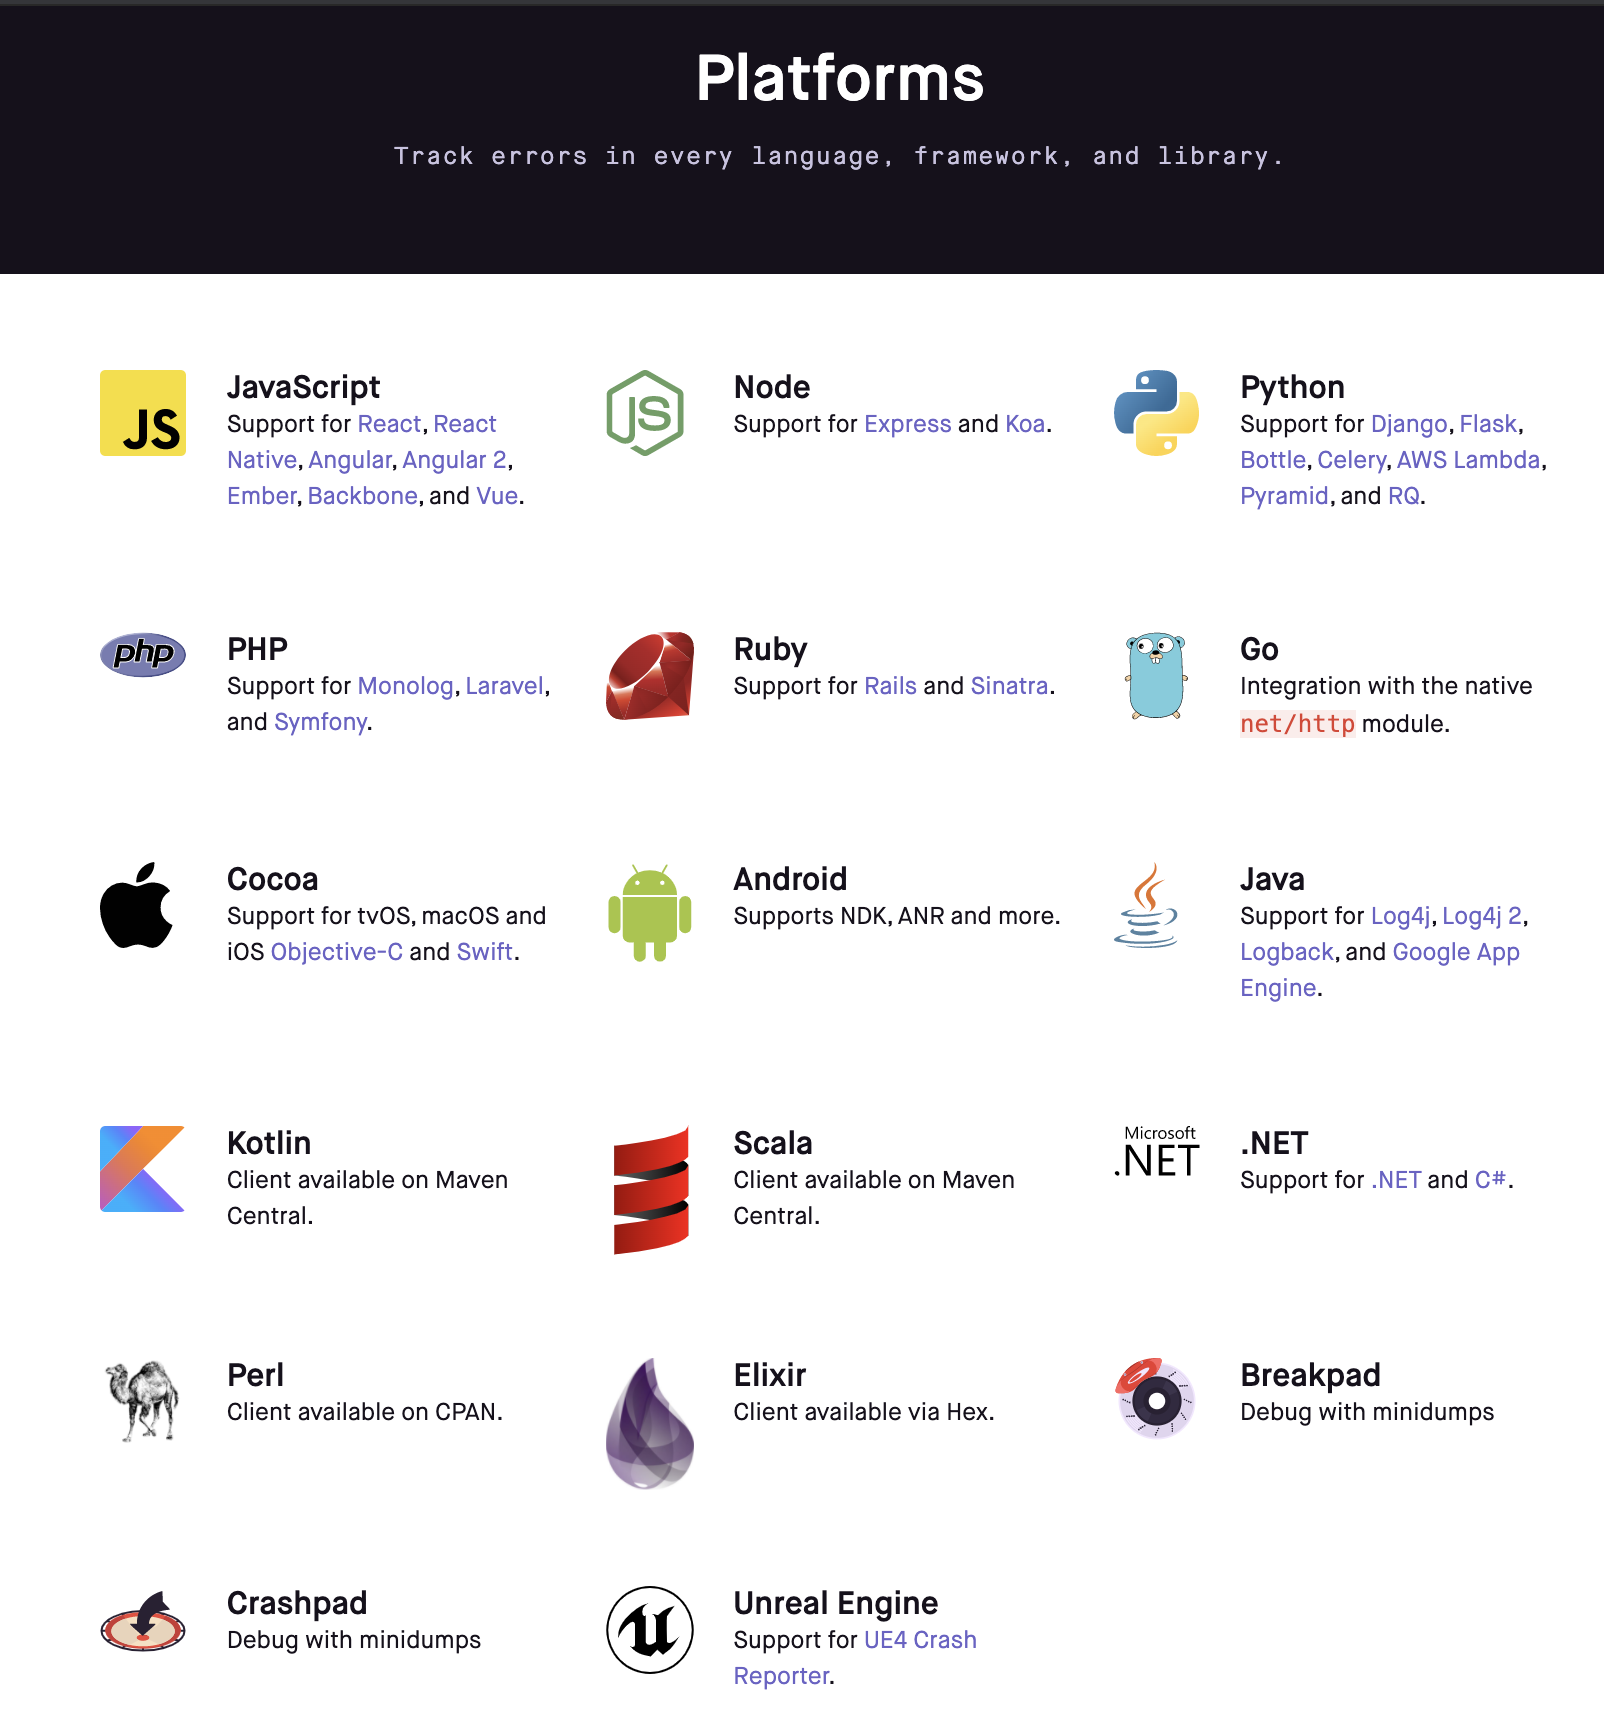 Platforms
Track errors in every language, framework, and library.
JS
JavaScript
Support for React, React
Native, Angular, Angular 2,
Ember, Backbone, and Vue.
JS
Node
Support for Express and Koa.
Python
Support for Django, Flask,
Bottle, Celery, AWS Lambda,
Pyramid, and RQ.
php
PHP
Support for Monolog, Laravel,
and Symfony.
Ruby
Support for Rails and Sinatra.
Go
Integration with the native
net/http module.
Cocoa
Support for tvOS, macOS and
iOS Objective-C and Swift.
Android
Supports NDK, ANR and more.
Java
Support for Log4j, Log4j 2,
Logback, and Google App
Engine.
Kotlin
Client available on Maven
Central.
Scala
Client available on Maven
Central.
Microsoft
.NET
.NET
Support for .NET and C#.
Perl
Client available on CPAN.
Elixir
Client available via Hex.
Breakpad
Debug with minidumps
Crashpad
Debug with minidumps
u
Unreal Engine
Support for UE4 Crash
Reporter.